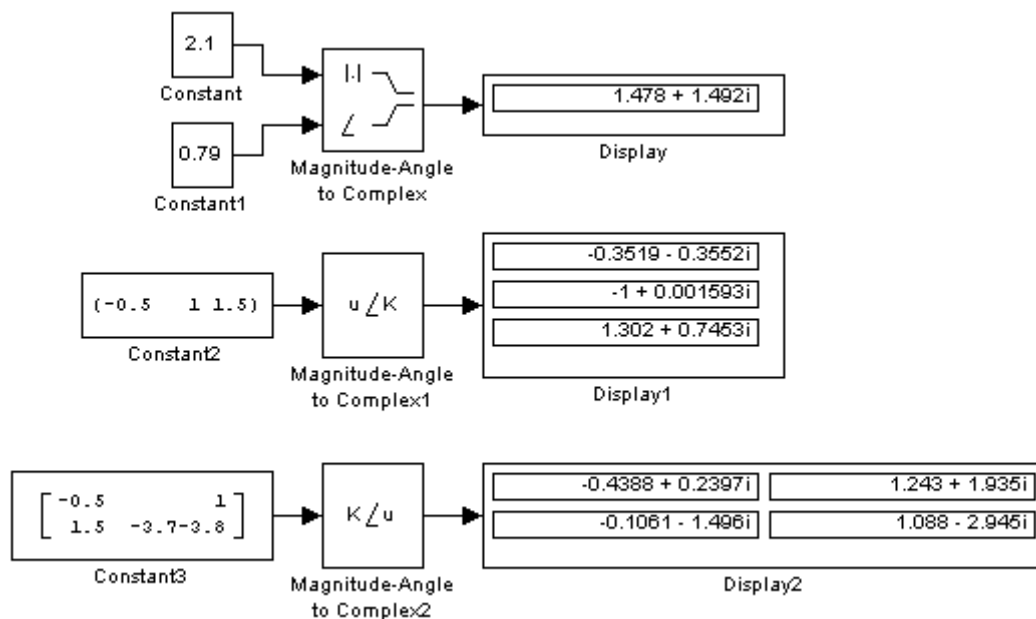 2.1
Constant
0.79
Constant1
|.|
∠
Magnitude-Angle
to Complex
1.478 + 1.492i
Display
(-0.5 1 1.5)
Constant2
u∠K
Magnitude-Angle
to Complex1
-0.3519 - 0.3552i
-1 + 0.001593i
1.302 + 0.7453i
Display1
-0.5 1
1.5 -3.7-3.8
Constant3
K∠u
Magnitude-Angle
to Complex2
-0.4388 + 0.2397i 1.243 + 1.935i
-0.1061 - 1.496i 1.088 - 2.945i
Display2